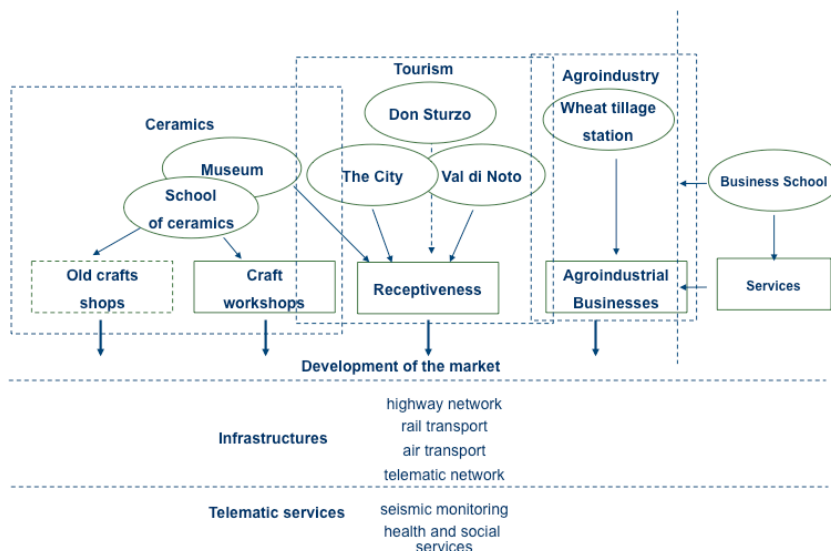 Tourism
Agroindustry
Ceramics
Don Sturzo
Wheat tillage
station
Museum
The City
Val di Noto
Business School
School
of ceramics
Old crafts
shops
Craft
workshops
Receptiveness
Agroindustrial
Businesses
Services
Development of the market
highway network
rail transport
Infrastructures
air transport
telematic network
Telematic services
seismic monitoring
health and social
services